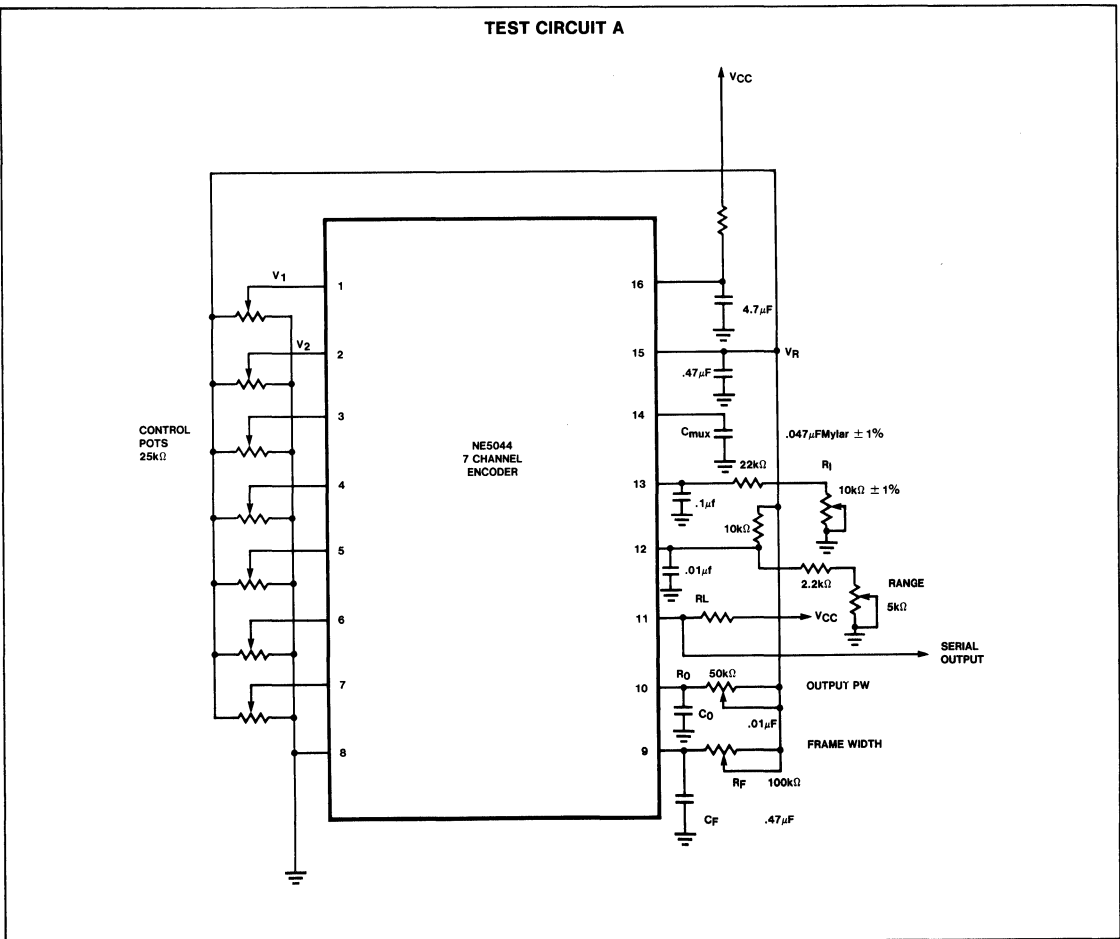 TEST CIRCUIT A
VCC
V1
1
16
4.7μF
V2
2
15
VR
.47μF
3
14
Cmux
.047μFMylar ± 1%
CONTROL
POTS
25kΩ
NE5044
7 CHANNEL
ENCODER
22kΩ
RI
4
13
10kΩ ± 1%
.1μf
10kΩ
5
12
.01μf
2.2kΩ
RANGE
5kΩ
6
11
RL
VCC
SERIAL
OUTPUT
7
10
RO
50kΩ
OUTPUT PW
CO
.01μF
8
9
FRAME WIDTH
RF
100kΩ
CF
.47μF